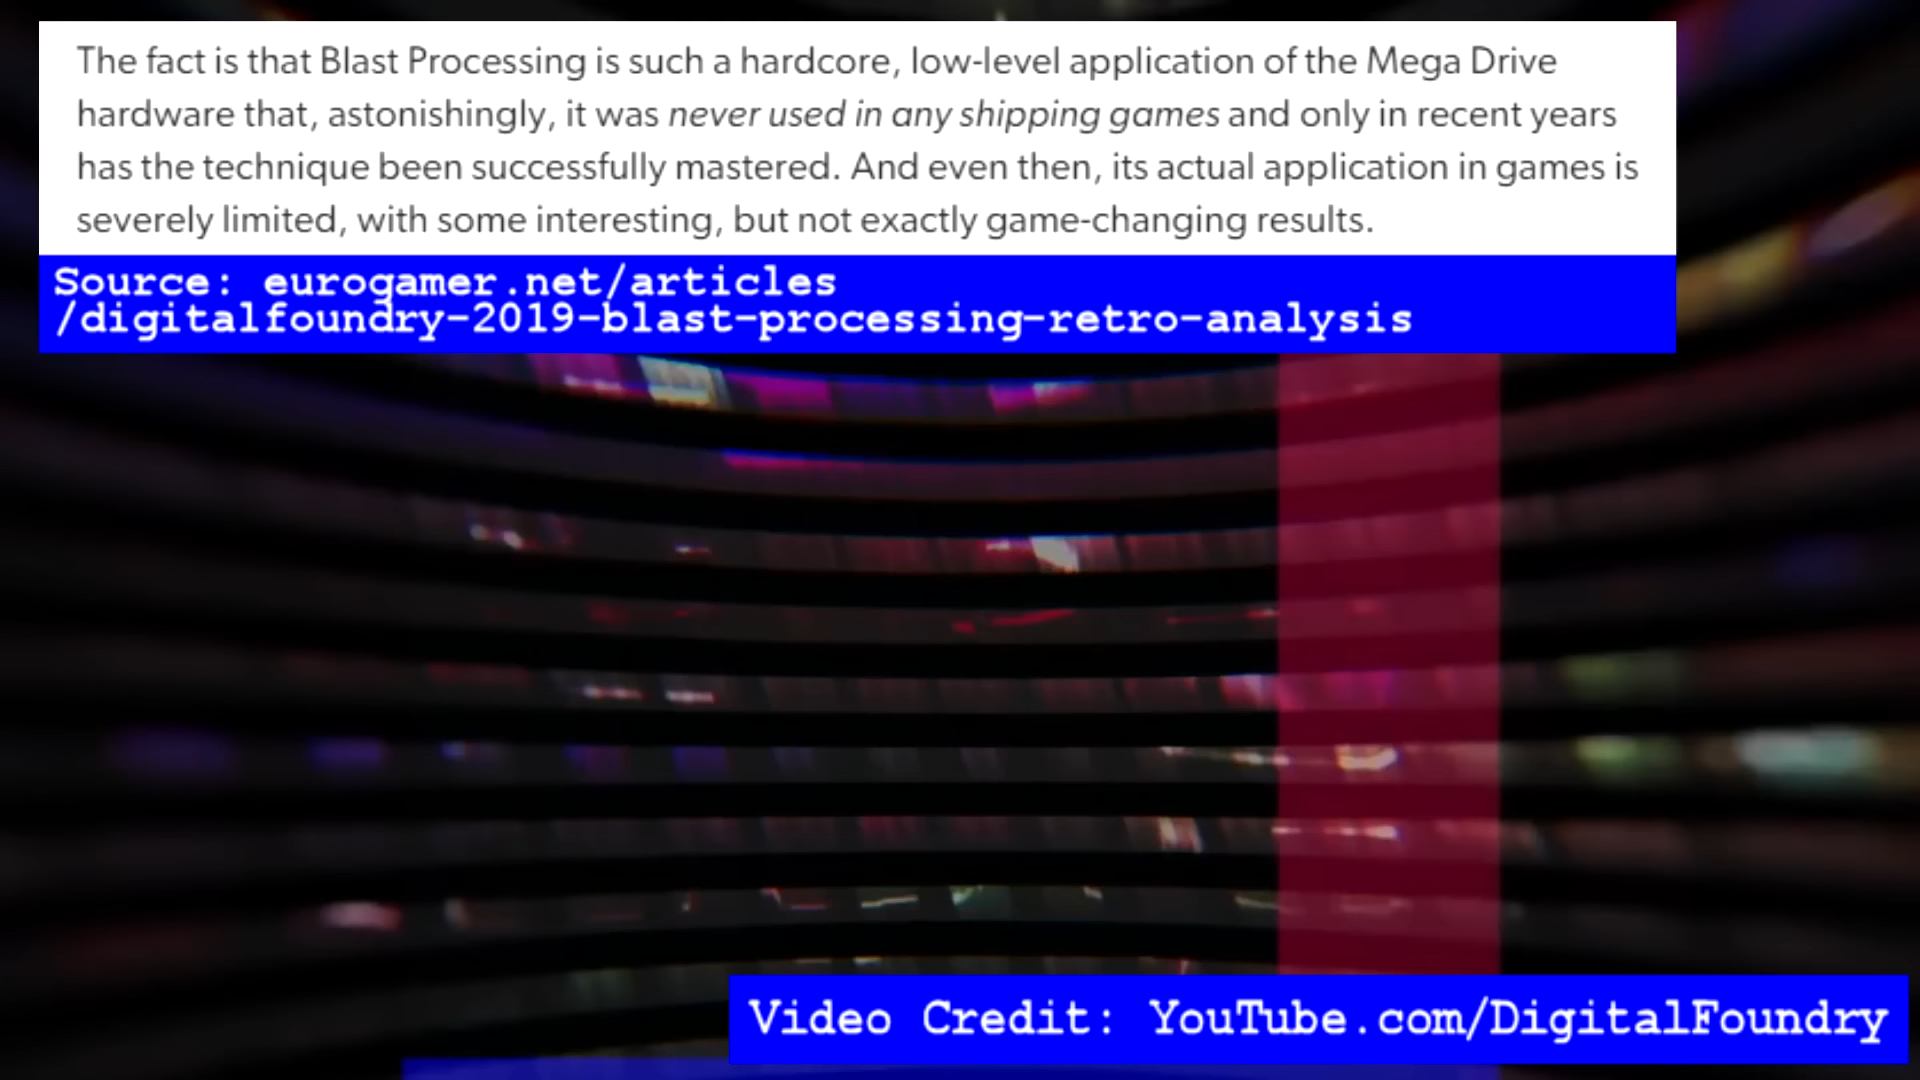 The fact is that Blast Processing is such a hardcore, low-level application of the Mega Drive
hardware that, astonishingly, it was never used in any shipping games and only in recent years
has the technique been successfully mastered. And even then, its actual application in games is
severely limited, with some interesting, but not exactly game-changing results.
Source: eurogamer.net/articles
/digitalfoundry-2019-blast-processing-retro-analysis
Video Credit: YouTube.com/DigitalFoundry